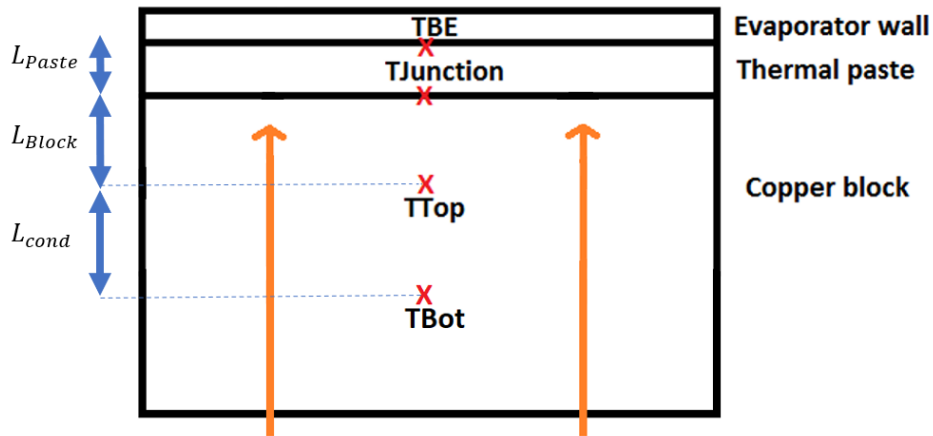 TBE
Evaporator wall
L_Paste
TJunction
Thermal paste
L_Block
TTop
Copper block
L_cond
TBot